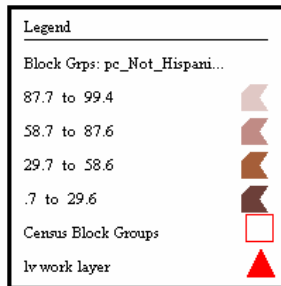 Legend
Block Grps: pc_Not_Hispani...
87.7 to 99.4
58.7 to 87.6
29.7 to 58.6
.7 to 29.6
Census Block Groups
lv work layer